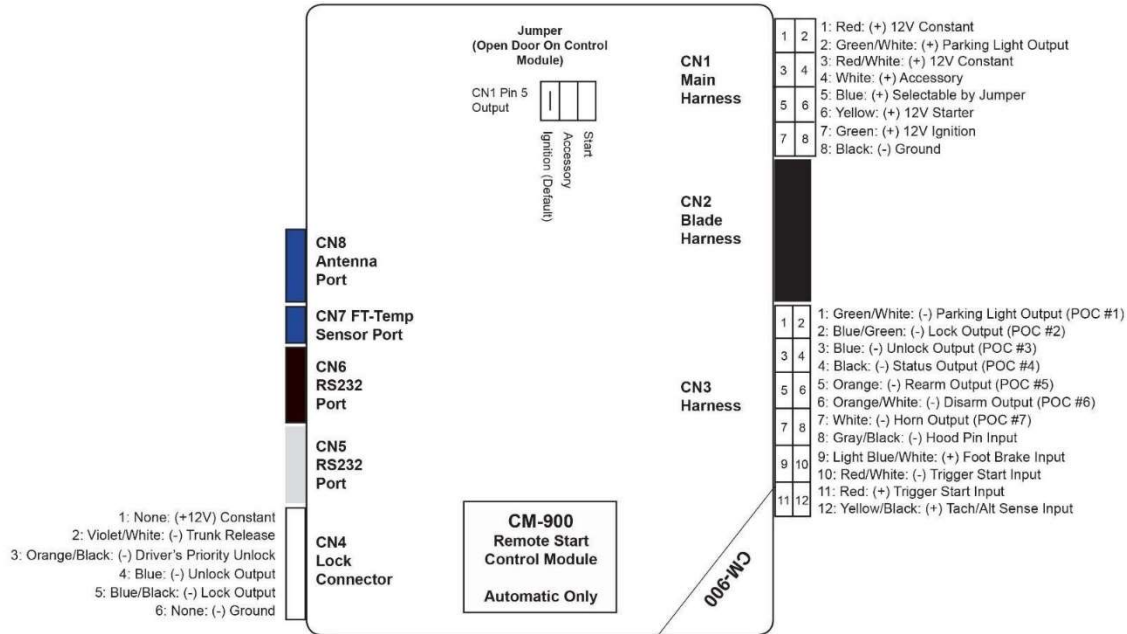 Jumper
(Open Door On Control
Module)
CN1 Pin 5
Output
Ignition (Default)
Accessory
Start
CN1
Main
Harness
1 2
3 4
5 6
7 8
1: Red: (+) 12V Constant
2: Green/White: (+) Parking Light Output
3: Red/White: (+) 12V Constant
4: White: (+) Accessory
5: Blue: (+) Selectable by Jumper
6: Yellow: (+) 12V Starter
7: Green: (+) 12V Ignition
8: Black: (-) Ground
CN2
Blade
Harness
CN8
Antenna
Port
CN7 FT-Temp
Sensor Port
CN6
RS232
Port
CN5
RS232
Port
CN3
Harness
1 2
3 4
5 6
7 8
9 10
11 12
1: Green/White: (-) Parking Light Output (POC #1)
2: Blue/Green: (-) Lock Output (POC #2)
3: Blue: (-) Unlock Output (POC #3)
4: Black: (-) Status Output (POC #4)
5: Orange: (-) Rearm Output (POC #5)
6: Orange/White: (-) Disarm Output (POC #6)
7: White: (-) Horn Output (POC #7)
8: Gray/Black: (-) Hood Pin Input
9: Light Blue/White: (+) Foot Brake Input
10: Red/White: (-) Trigger Start Input
11: Red: (+) Trigger Start Input
12: Yellow/Black: (+) Tach/Alt Sense Input
1: None: (+12V) Constant
2: Violet/White: (-) Trunk Release
3: Orange/Black: (-) Driver's Priority Unlock
4: Blue: (-) Unlock Output
5: Blue/Black: (-) Lock Output
6: None: (-) Ground
CN4
Lock
Connector
CM-900
Remote Start
Control Module
Automatic Only
CM-900